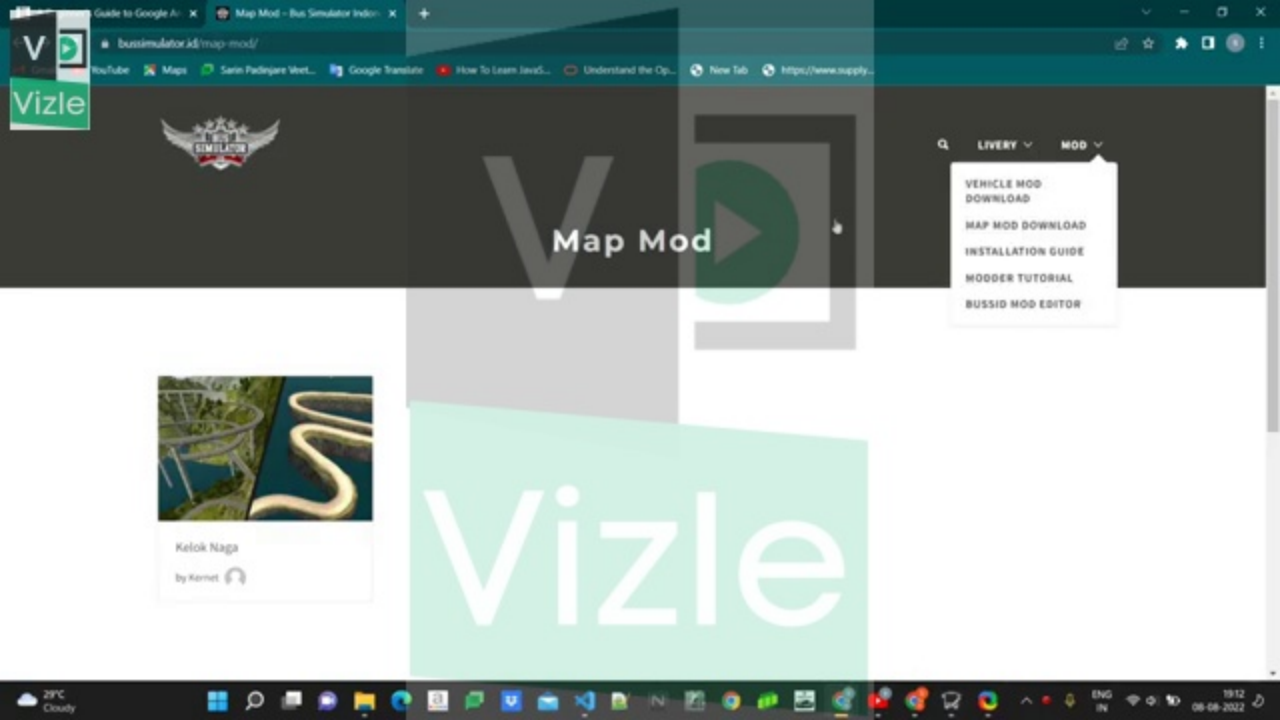 Guide to Google A
Map Mod – Bus Simulator Indon
bussimulator.id/map-mod/
YouTube
Maps
Sarin Padinjare Veet...
Google Translate
How To Learn JavaS...
Understand the Op...
New Tab
https://www.supply...
V
Vizle
BUS
SIMULATOR
LIVERY
MOD
VEHICLE MOD
DOWNLOAD
MAP MOD DOWNLOAD
INSTALLATION GUIDE
MODDER TUTORIAL
BUSSID MOD EDITOR
V
Map Mod
Vizle
Kelok Naga
by Kernet
29°C
Cloudy
ENG
IN
19:12
08-08-2022